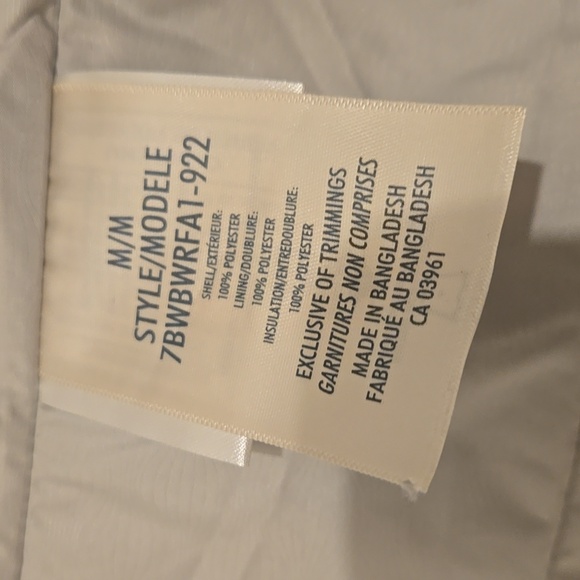 M/M
STYLE/MODELE
7BWBWRFA1-922
SHELL/EXTÉRIEUR:
100% POLYESTER
LINING/DOUBLURE:
100% POLYESTER
INSULATION/ENTREDOUBLURE:
100% POLYESTER
EXCLUSIVE OF TRIMMINGS
GARNITURES NON COMPRISES
MADE IN BANGLADESH
FABRIQUÉ AU BANGLADESH
CA 03961